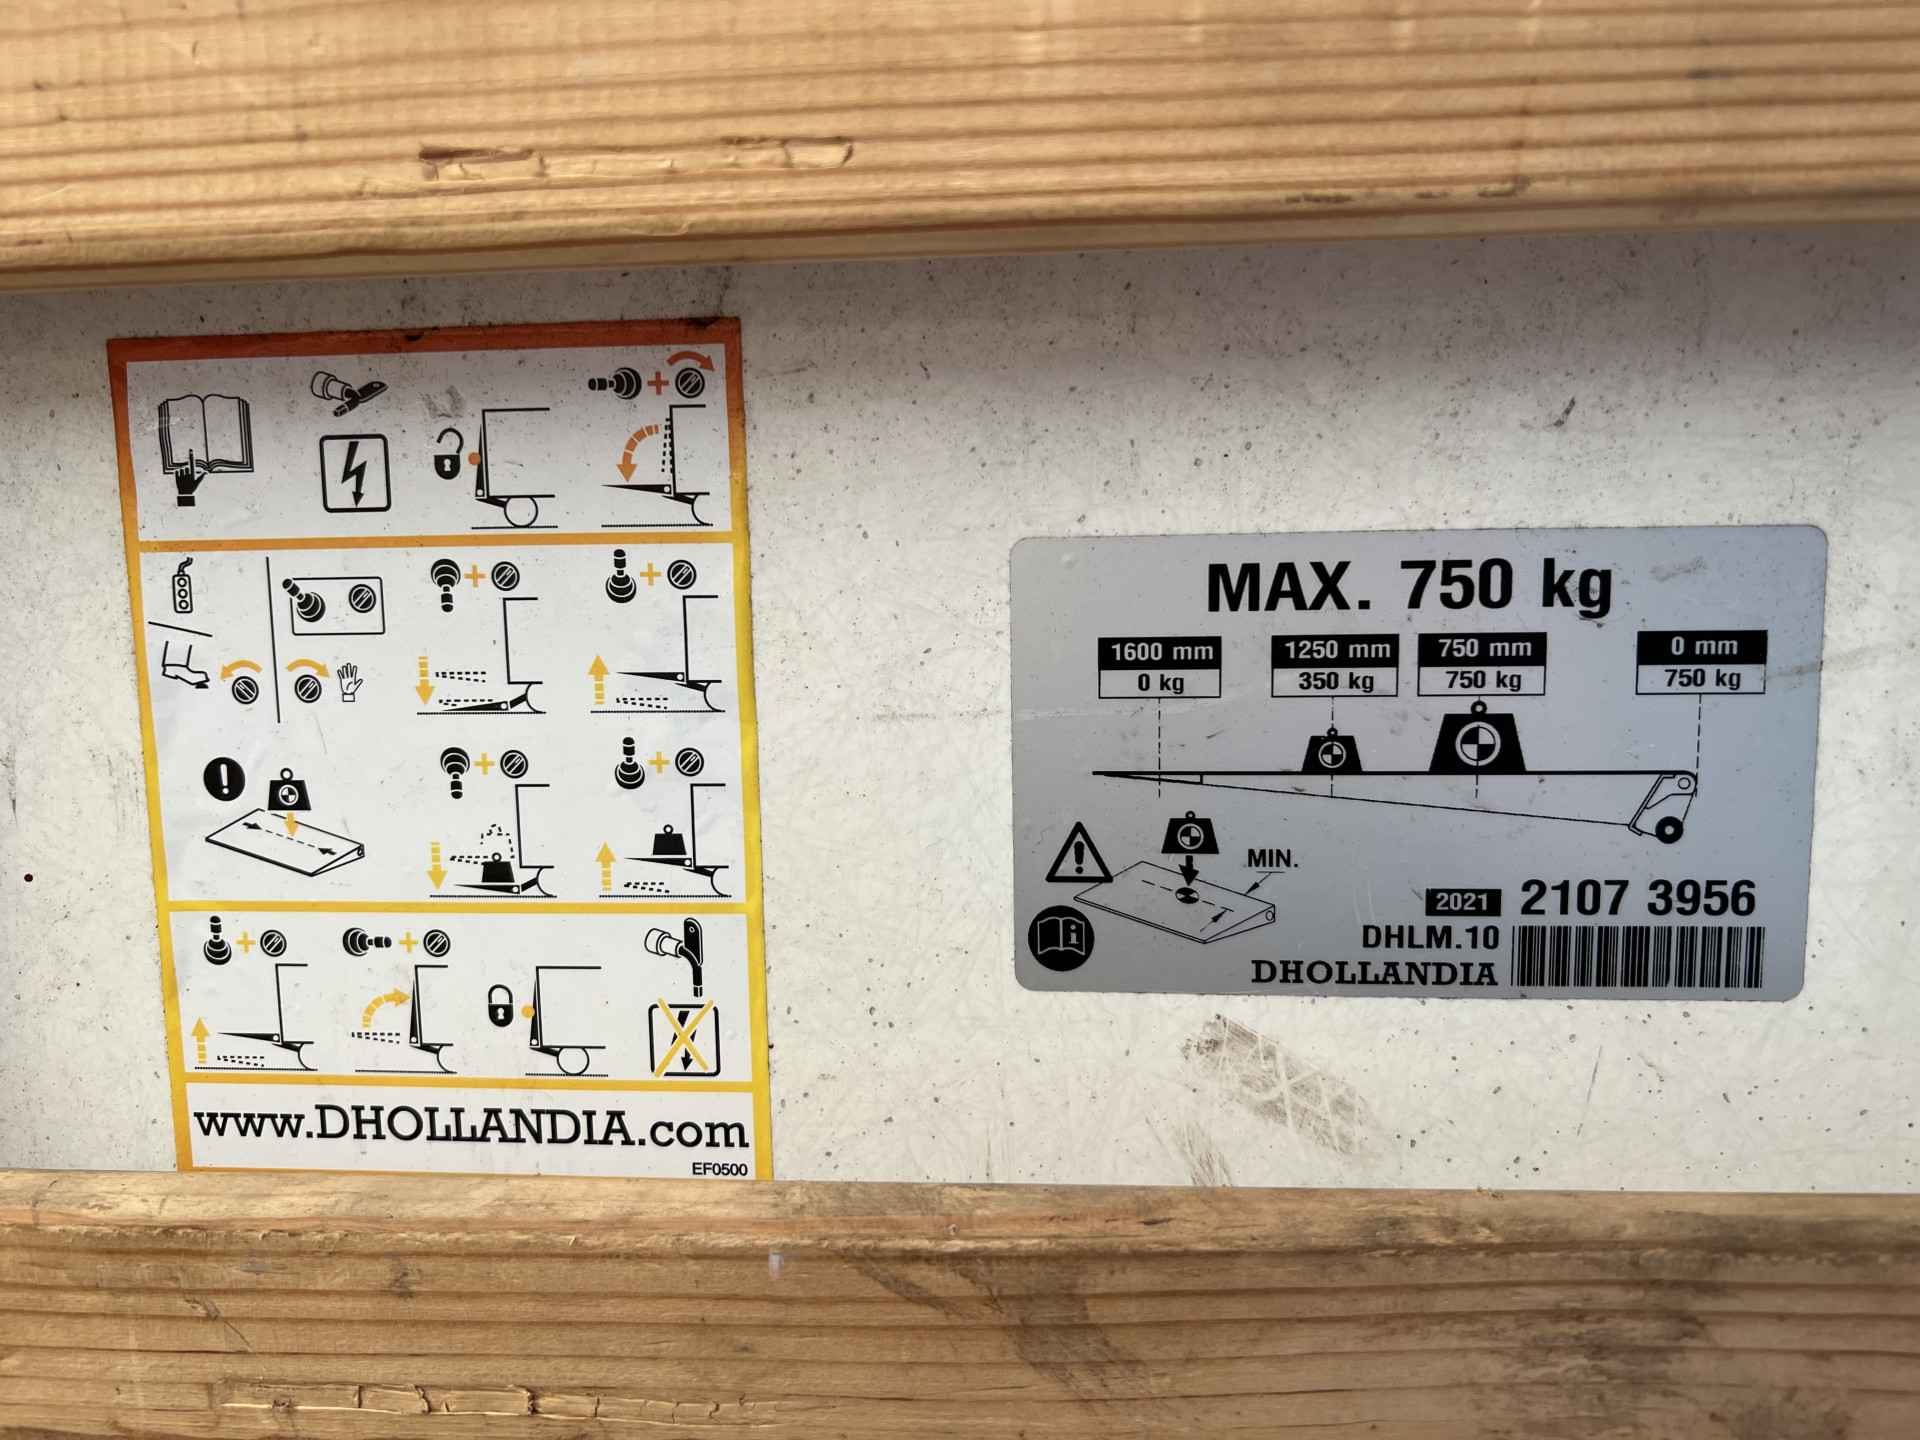 www.DHOLLANDIA.com
EF0500
MAX. 750 kg
1600 mm 1250 mm 750 mm 0 mm
0 kg 350 kg 750 kg 750 kg
MIN.
2021 2107 3956
DHLM.10
DHOLLANDIA